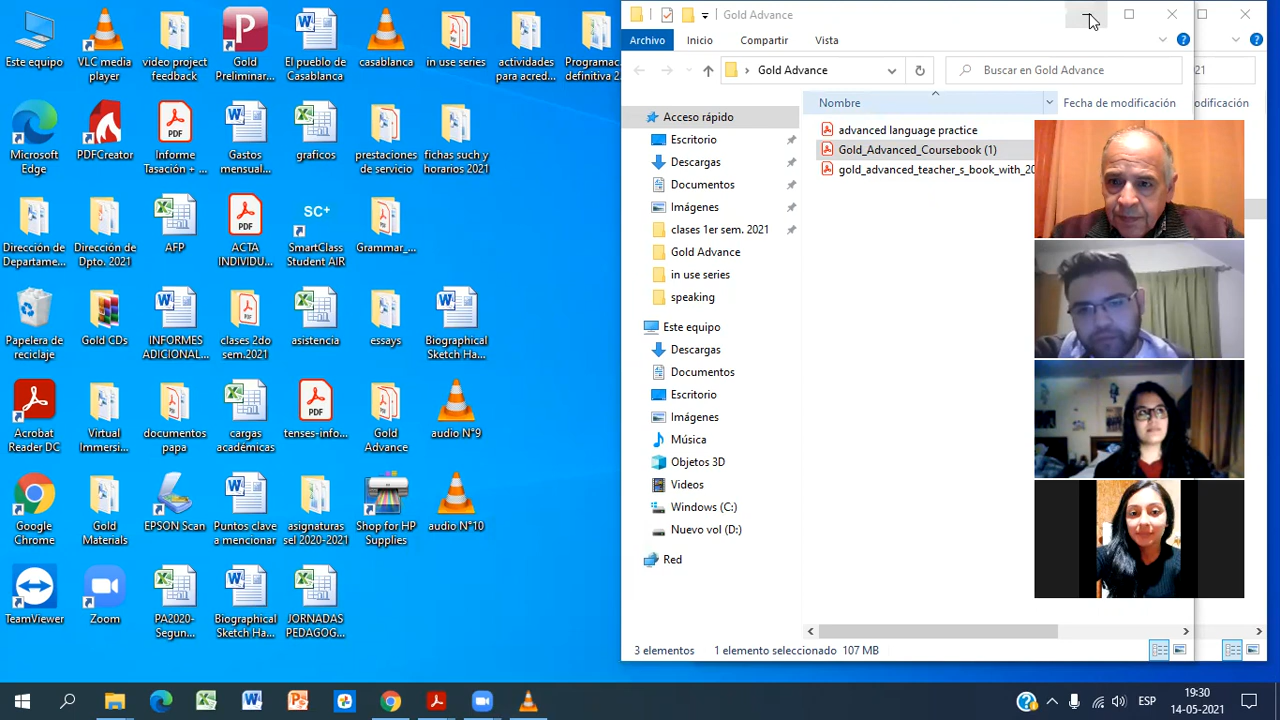 Este equipo
VLC media player
video project feedback
Gold Preliminar...
El pueblo de Casablanca
casablanca
in use series
actividades para acred...
Programac definitiva 2
Microsoft Edge
PDFCreator
Informe Tasación + ...
Gastos mensual...
graficos
prestaciones de servicio
fichas such y horarios 2021
Dirección de Departame...
Dirección de Dpto. 2021
AFP
ACTA INDIVIDU...
SC+
SmartClass Student AIR
Grammar_...
Papelera de reciclaje
Gold CDs
INFORMES ADICIONAL...
clases 2do sem.2021
asistencia
essays
Biographical Sketch Ha...
Acrobat Reader DC
Virtual Immersi...
documentos papa
cargas académicas
tenses-info...
Gold Advance
audio N°9
Google Chrome
Gold Materials
EPSON Scan
Puntos clave a mencionar
asignaturas sel 2020-2021
Shop for HP Supplies
audio N°10
TeamViewer
Zoom
PA2020-Segun...
Biographical Sketch Ha...
JORNADAS PEDAGOG...
Gold Advance
Archivo Inicio Compartir Vista
Gold Advance
Buscar en Gold Advance
21
Nombre Fecha de modificación
odificación
advanced language practice
Gold_Advanced_Coursebook (1)
gold_advanced_teacher_s_book_with_20
Acceso rápido
Escritorio
Descargas
Documentos
Imágenes
clases 1er sem. 2021
Gold Advance
in use series
speaking
Este equipo
Descargas
Documentos
Escritorio
Imágenes
Música
Objetos 3D
Videos
Windows (C:)
Nuevo vol (D:)
Red
3 elementos 1 elemento seleccionado 107 MB
ESP
19:30
14-05-2021